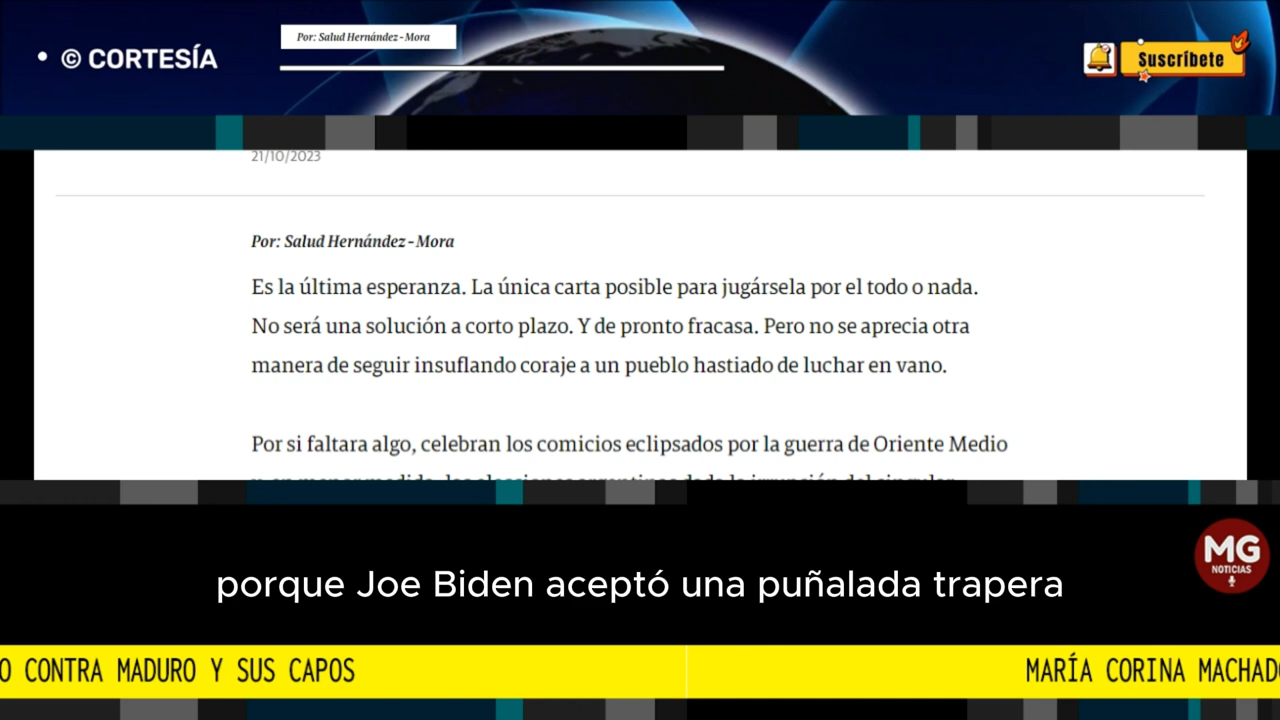 • © CORTESÍA
Por: Salud Hernández-Mora
Suscríbete
21/10/2023
Por: Salud Hernández-Mora
Es la última esperanza. La única carta posible para jugársela por el todo o nada.
No será una solución a corto plazo. Y de pronto fracasa. Pero no se aprecia otra
manera de seguir insuflando coraje a un pueblo hastiado de luchar en vano.
Por si faltara algo, celebran los comicios eclipsados por la guerra de Oriente Medio
MG
NOTICIAS
porque Joe Biden aceptó una puñalada trapera
O CONTRA MADURO Y SUS CAPOS
MARÍA CORINA MACHADO